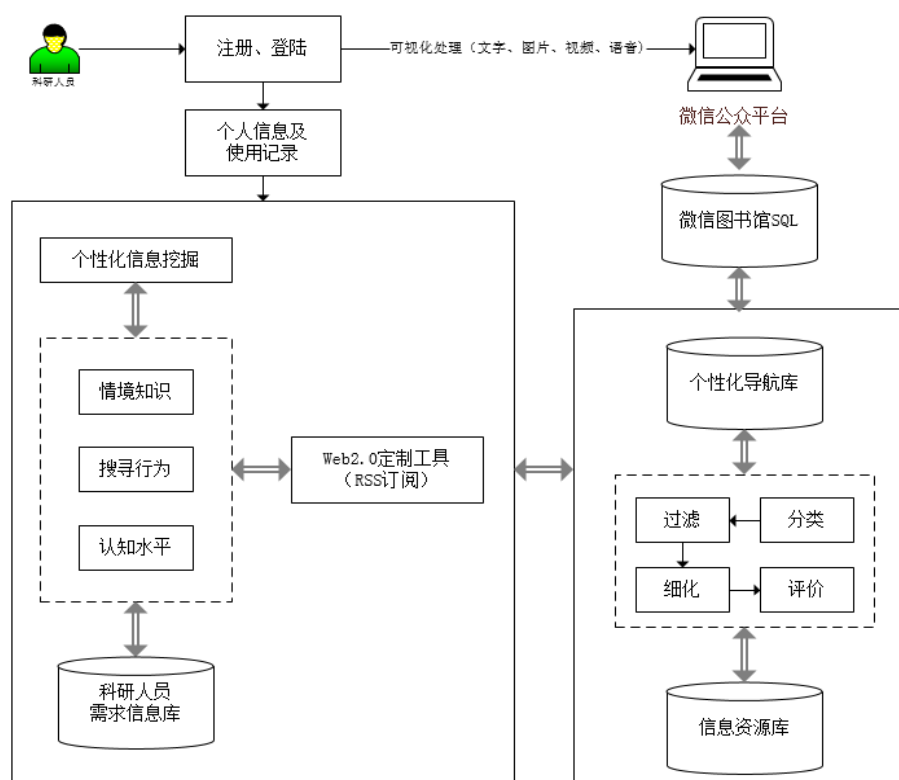 注册、登陆
可视化处理（文字、图片、视频、语音）
科研人员
微信公众平台
个人信息及
使用记录
微信图书馆SQL
个性化信息挖掘
情境知识
搜寻行为
认知水平
Web2.0定制工具
（RSS订阅）
科研人员
需求信息库
个性化导航库
过滤
分类
细化
评价
信息资源库